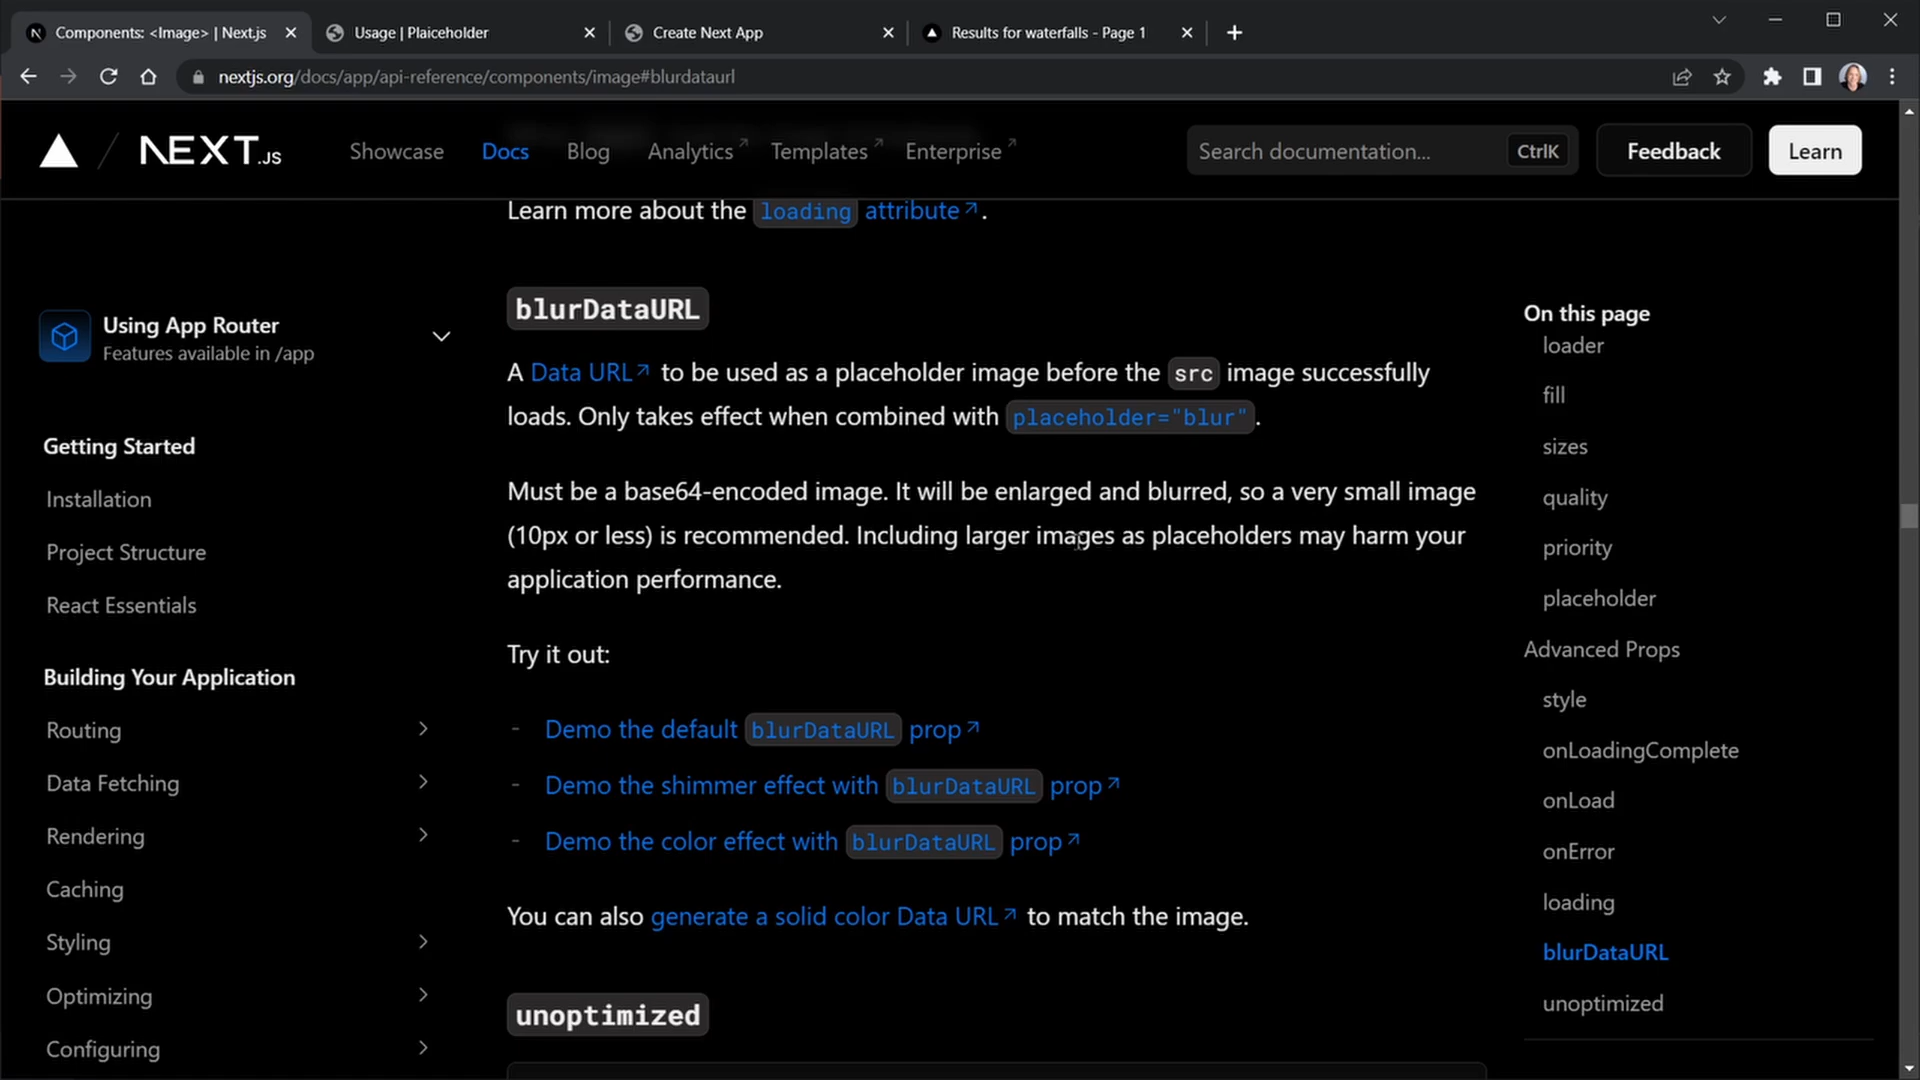 Components: <Image> | Next.js
Usage | Plaiceholder
Create Next App
Results for waterfalls - Page 1
nextjs.org/docs/app/api-reference/components/image#blurdataurl
NEXT.JS
Showcase
Docs
Blog
Analytics
Templates
Enterprise
Search documentation...
CtrlK
Feedback
Learn
Learn more about the loading attribute.
Using App Router
Features available in /app
Getting Started
Installation
Project Structure
React Essentials
Building Your Application
Routing
Data Fetching
Rendering
Caching
Styling
Optimizing
Configuring
blurDataURL
A Data URL to be used as a placeholder image before the src image successfully
loads. Only takes effect when combined with placeholder="blur".
Must be a base64-encoded image. It will be enlarged and blurred, so a very small image
(10px or less) is recommended. Including larger images as placeholders may harm your
application performance.
Try it out:
- Demo the default blurDataURL prop
- Demo the shimmer effect with blurDataURL prop
- Demo the color effect with blurDataURL prop
You can also generate a solid color Data URL to match the image.
unoptimized
On this page
loader
fill
sizes
quality
priority
placeholder
Advanced Props
style
onLoadingComplete
onLoad
onError
loading
blurDataURL
unoptimized